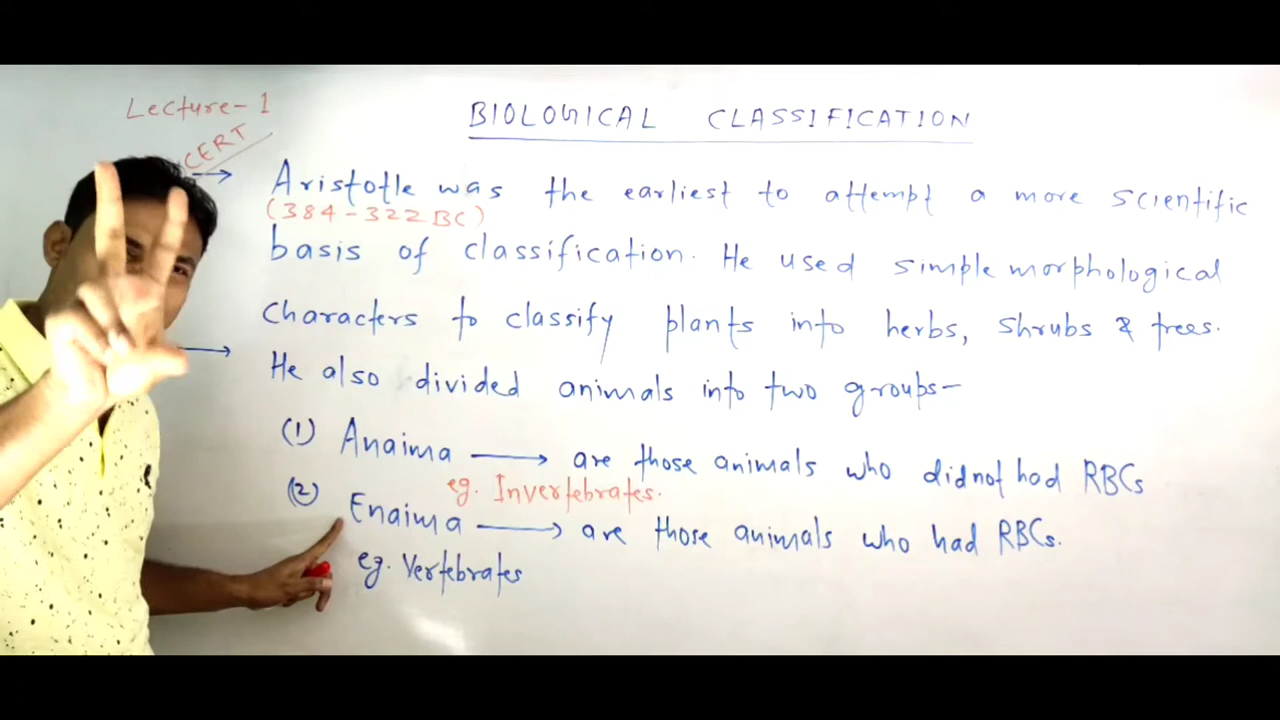 Lecture-1
BIOLOGICAL CLASSIFICATION
Aristotle was the earliest to attempt a more scientific
(384-322 BC)
basis of classification. He used simple morphological
characters to classify plants into herbs, shrubs & trees.
He also divided animals into two groups-
(1) Anaima → are those animals who didnot had RBCs
eg. Invertebrates.
(2) Enaima → are those animals who had RBCs.
eg. Vertebrates